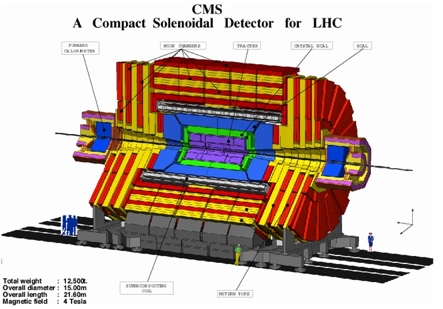 CMS
A Compact Solenoidal Detector for LHC
FORWARD
CALORIMETER
MUON CHAMBERS
TRACKER
CRYSTAL ECAL
HCAL
SUPERCONDUCTING
COIL
RETURN YOKE
Total weight : 12,500t.
Overall diameter : 15.00m
Overall length : 21.60m
Magnetic field : 4 Tesla